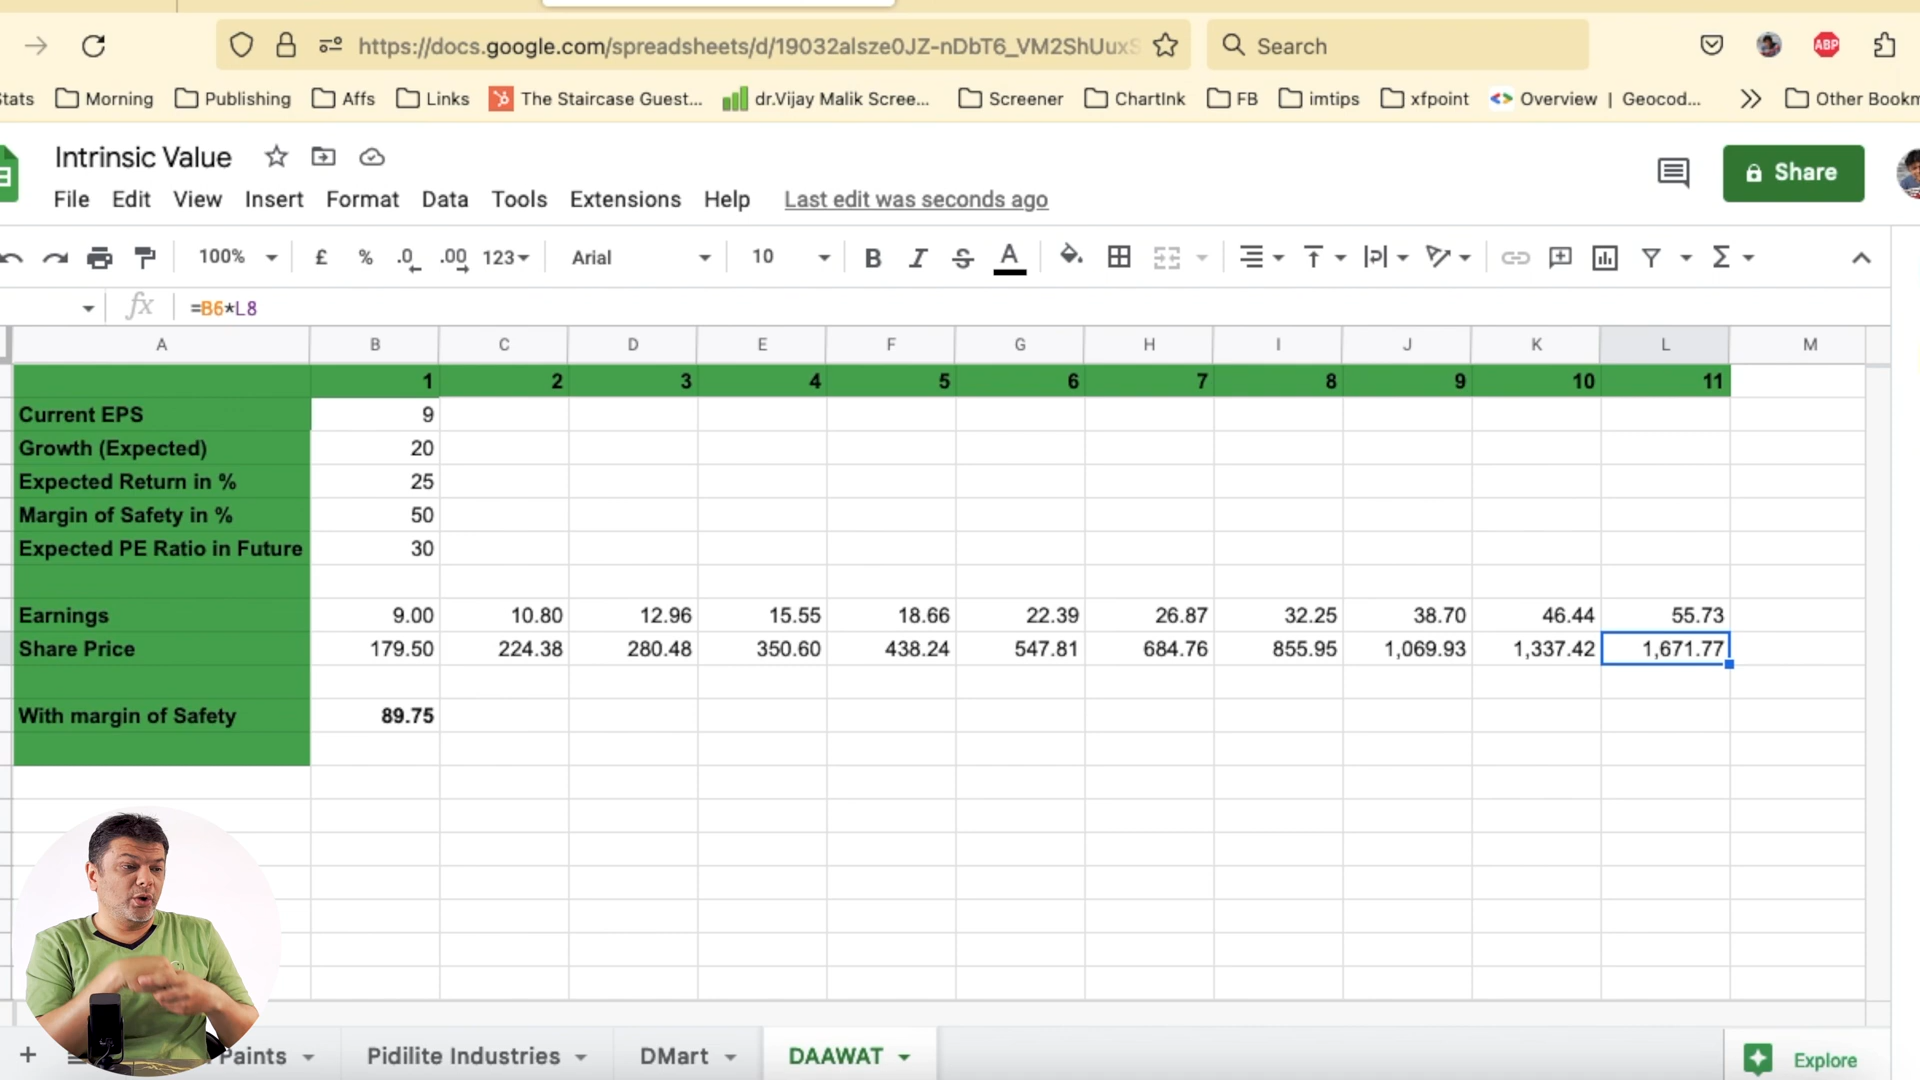 https://docs.google.com/spreadsheets/d/19032alsze0JZ-nDbT6_VM2ShUuxS
Search
ABP
Stats Morning Publishing Affs Links The Staircase Guest... dr.Vijay Malik Scree... Screener ChartInk FB imtips xfpoint Overview | Geocod... Other Bookm
Intrinsic Value
Share
File Edit View Insert Format Data Tools Extensions Help Last edit was seconds ago
100% £ % .0 .00 123 Arial 10 B I S A Σ
fx =B6*L8
A B C D E F G H I J K L M
1 2 3 4 5 6 7 8 9 10 11
Current EPS 9
Growth (Expected) 20
Expected Return in % 25
Margin of Safety in % 50
Expected PE Ratio in Future 30
Earnings 9.00 10.80 12.96 15.55 18.66 22.39 26.87 32.25 38.70 46.44 55.73
Share Price 179.50 224.38 280.48 350.60 438.24 547.81 684.76 855.95 1,069.93 1,337.42 1,671.77
With margin of Safety 89.75
Paints Pidilite Industries DMart DAAWAT Explore